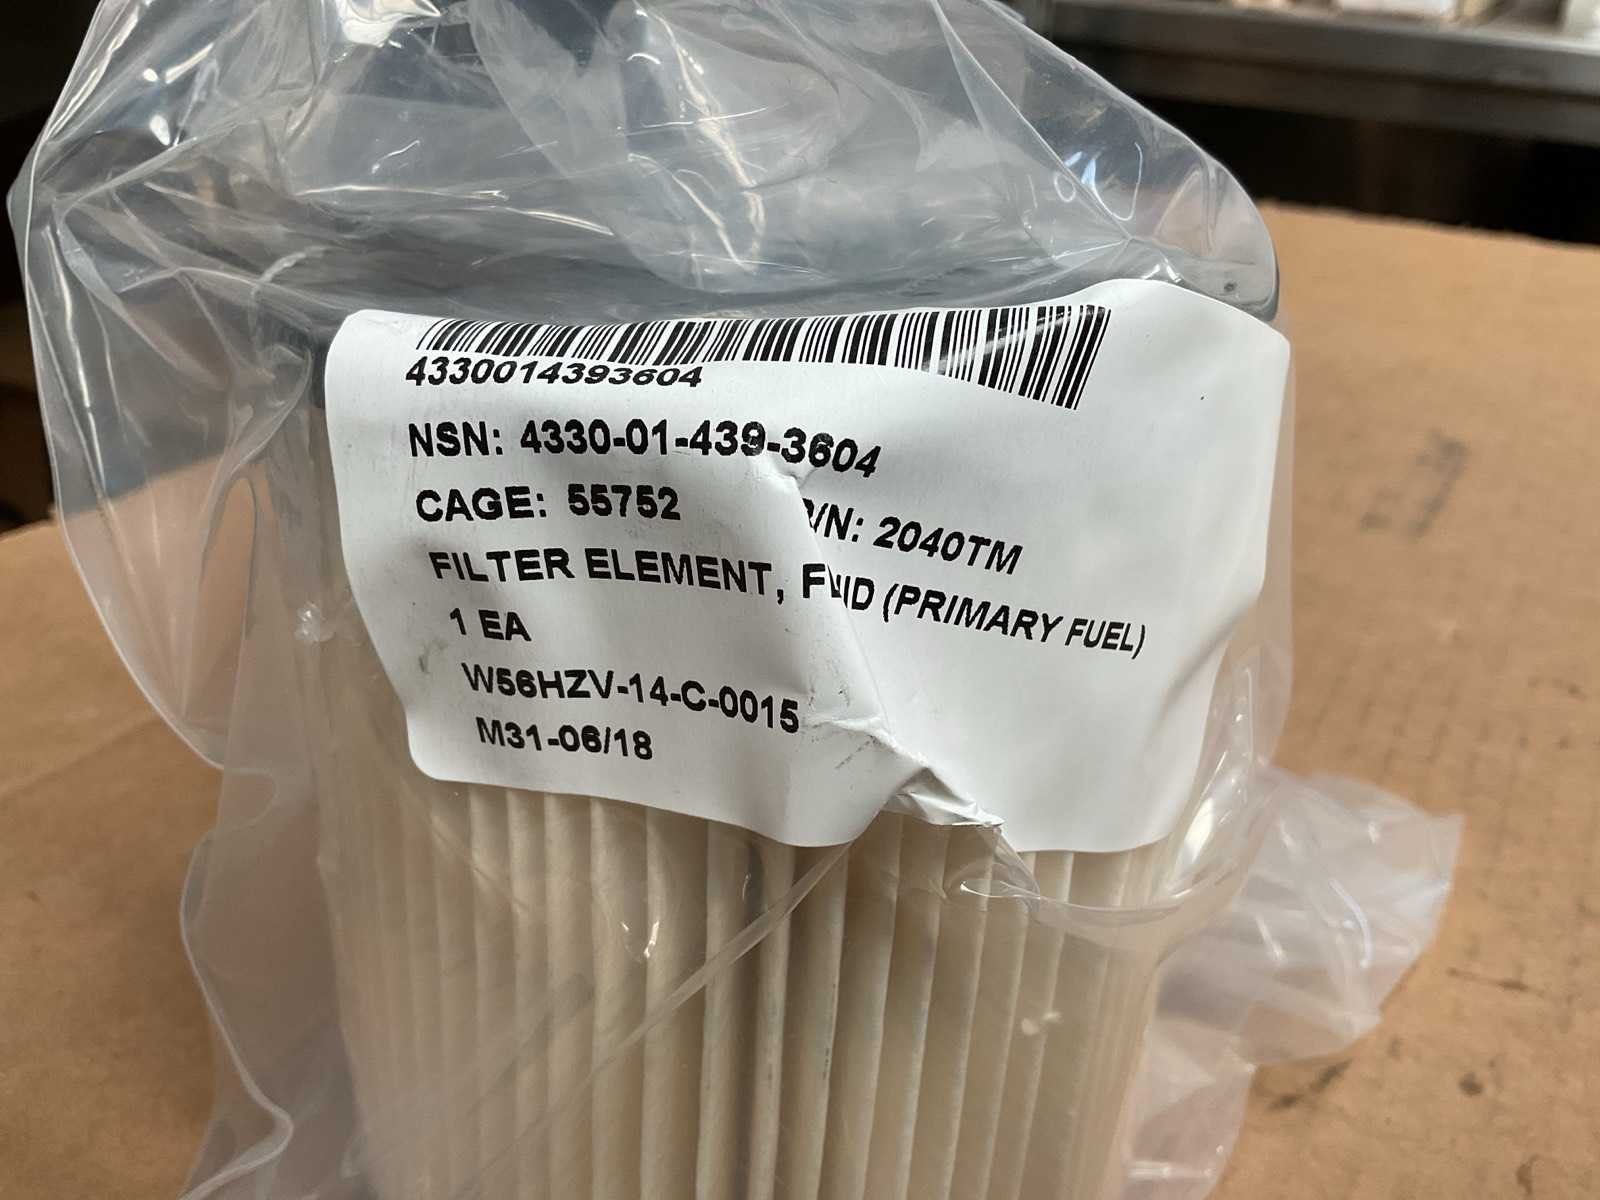 4330014393604
NSN: 4330-01-439-3604
CAGE: 55752 P/N: 2040TM
FILTER ELEMENT, FLUID (PRIMARY FUEL)
1 EA
W56HZV-14-C-0015
M31-06/18